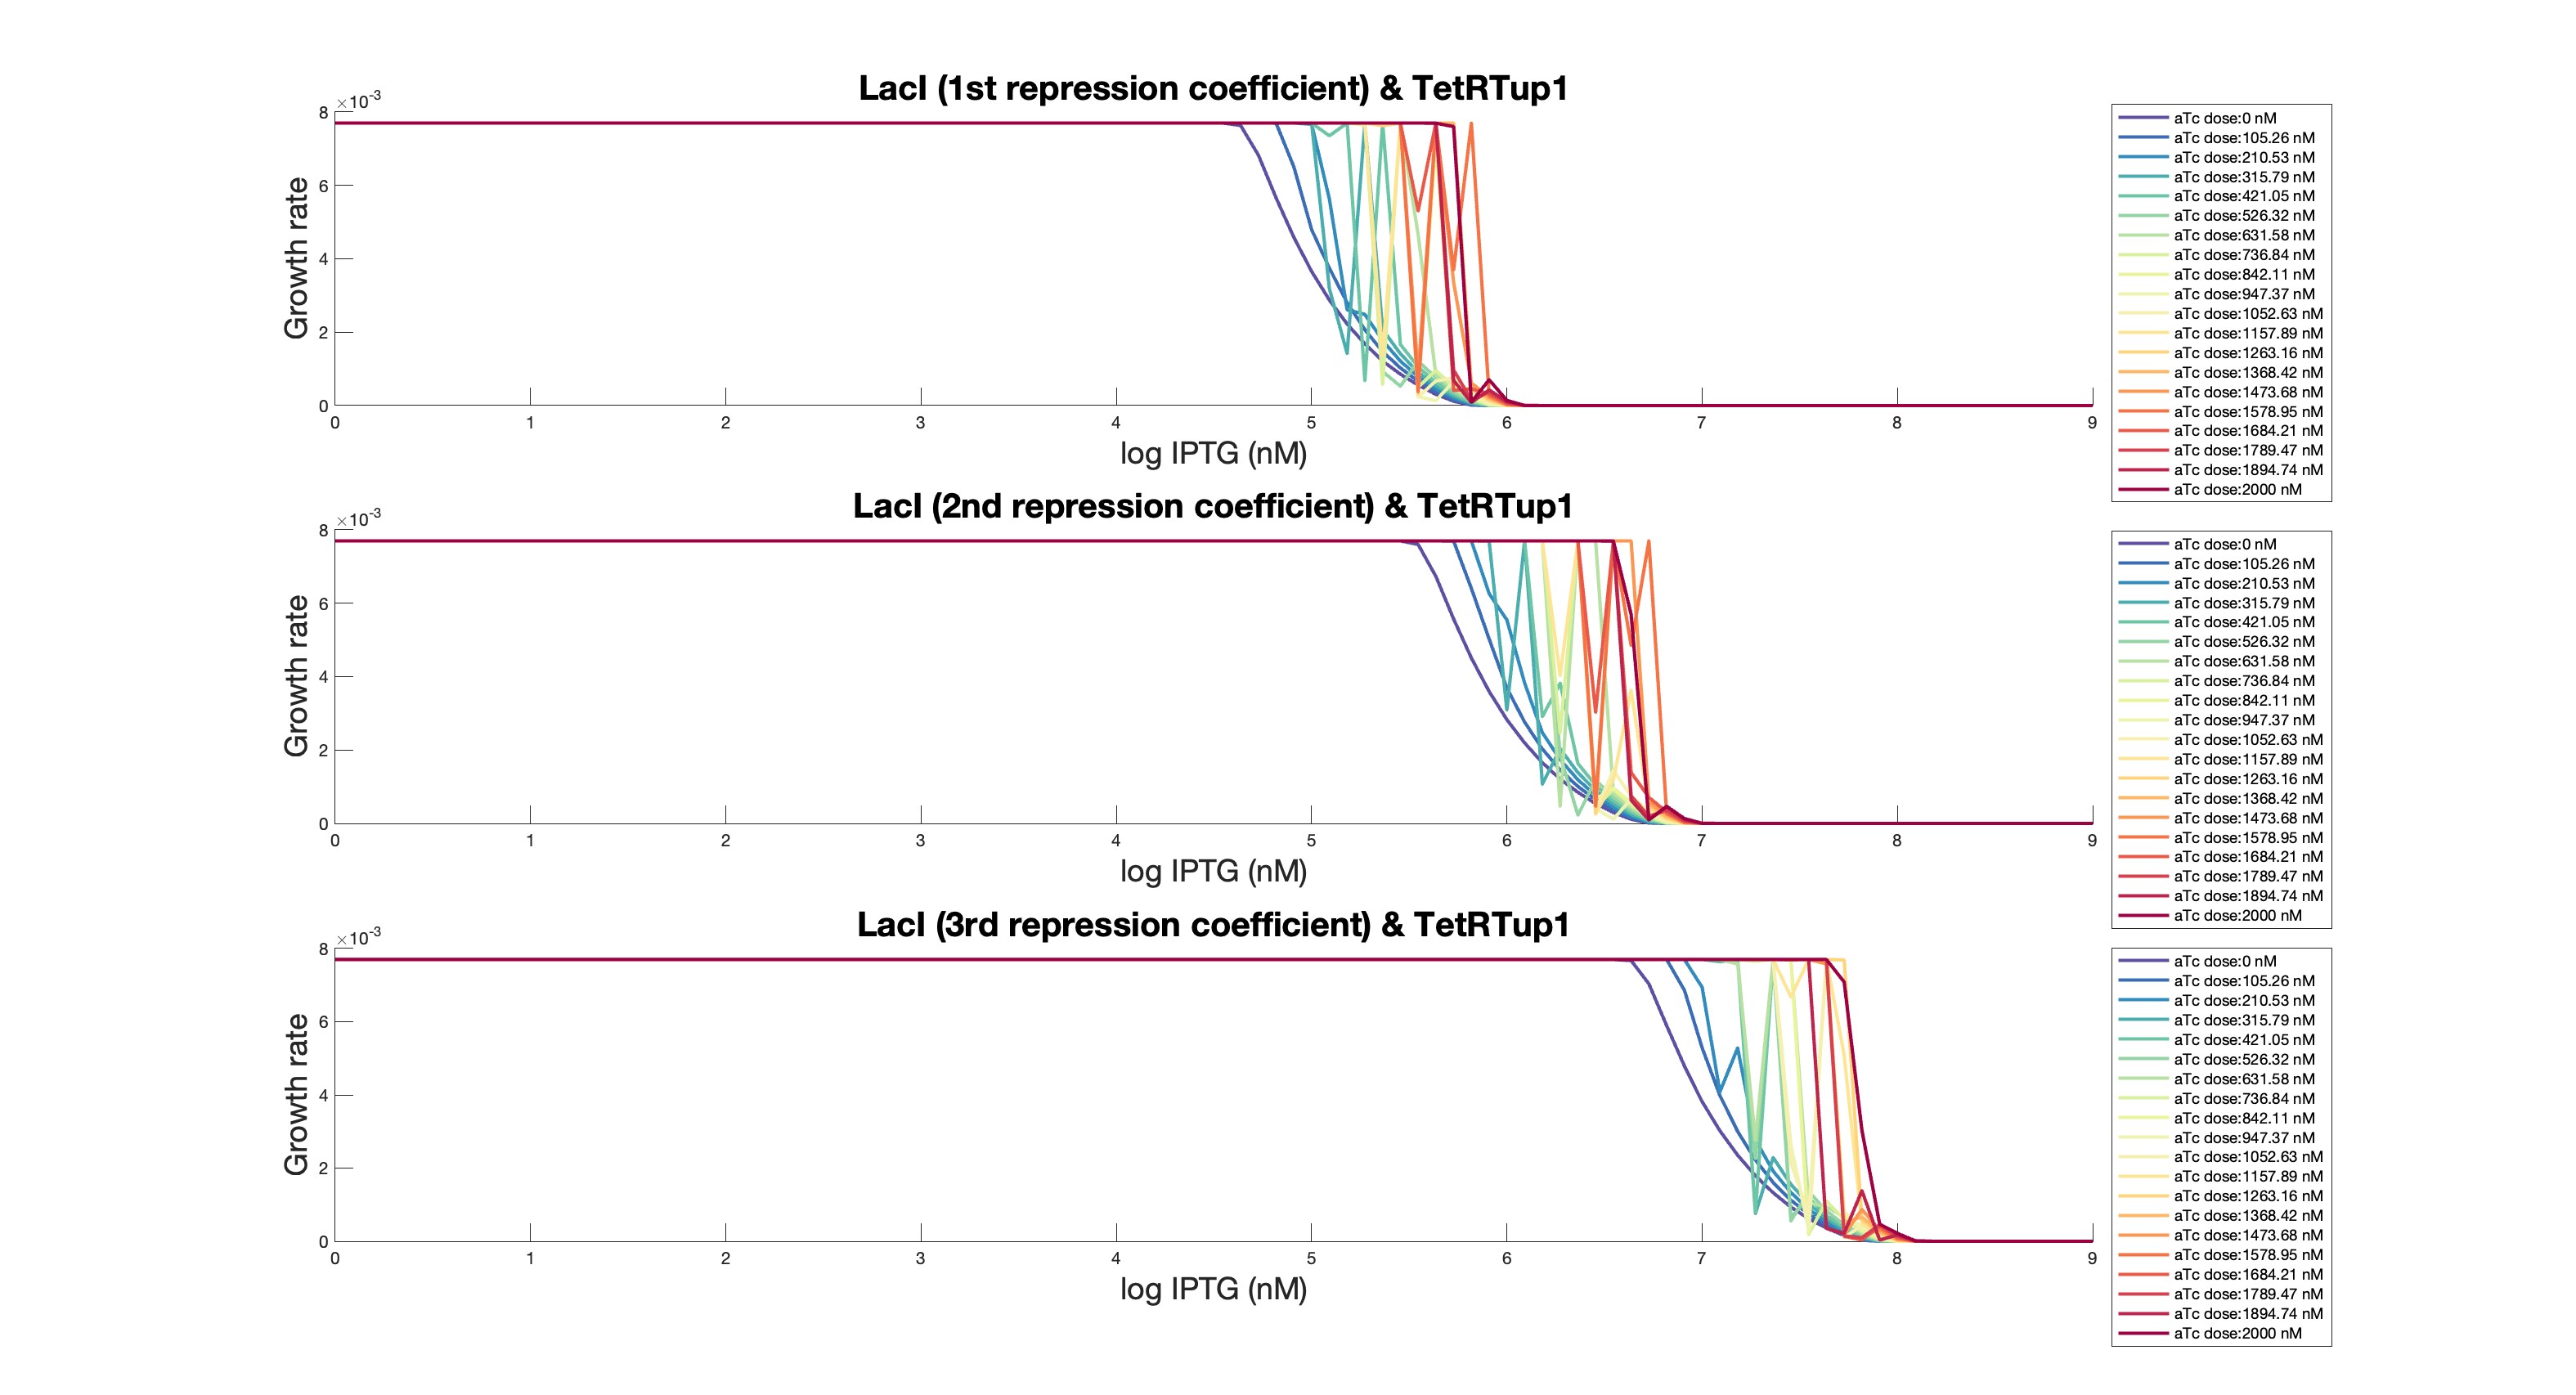 LacI (1st repression coefficient) & TetRTup1
×10-3
8
6
4
2
0
Growth rate
0 1 2 3 4 5 6 7 8 9
log IPTG (nM)
aTc dose:0 nM
aTc dose:105.26 nM
aTc dose:210.53 nM
aTc dose:315.79 nM
aTc dose:421.05 nM
aTc dose:526.32 nM
aTc dose:631.58 nM
aTc dose:736.84 nM
aTc dose:842.11 nM
aTc dose:947.37 nM
aTc dose:1052.63 nM
aTc dose:1157.89 nM
aTc dose:1263.16 nM
aTc dose:1368.42 nM
aTc dose:1473.68 nM
aTc dose:1578.95 nM
aTc dose:1684.21 nM
aTc dose:1789.47 nM
aTc dose:1894.74 nM
aTc dose:2000 nM
LacI (2nd repression coefficient) & TetRTup1
×10-3
8
6
4
2
0
Growth rate
0 1 2 3 4 5 6 7 8 9
log IPTG (nM)
aTc dose:0 nM
aTc dose:105.26 nM
aTc dose:210.53 nM
aTc dose:315.79 nM
aTc dose:421.05 nM
aTc dose:526.32 nM
aTc dose:631.58 nM
aTc dose:736.84 nM
aTc dose:842.11 nM
aTc dose:947.37 nM
aTc dose:1052.63 nM
aTc dose:1157.89 nM
aTc dose:1263.16 nM
aTc dose:1368.42 nM
aTc dose:1473.68 nM
aTc dose:1578.95 nM
aTc dose:1684.21 nM
aTc dose:1789.47 nM
aTc dose:1894.74 nM
aTc dose:2000 nM
LacI (3rd repression coefficient) & TetRTup1
×10-3
8
6
4
2
0
Growth rate
0 1 2 3 4 5 6 7 8 9
log IPTG (nM)
aTc dose:0 nM
aTc dose:105.26 nM
aTc dose:210.53 nM
aTc dose:315.79 nM
aTc dose:421.05 nM
aTc dose:526.32 nM
aTc dose:631.58 nM
aTc dose:736.84 nM
aTc dose:842.11 nM
aTc dose:947.37 nM
aTc dose:1052.63 nM
aTc dose:1157.89 nM
aTc dose:1263.16 nM
aTc dose:1368.42 nM
aTc dose:1473.68 nM
aTc dose:1578.95 nM
aTc dose:1684.21 nM
aTc dose:1789.47 nM
aTc dose:1894.74 nM
aTc dose:2000 nM